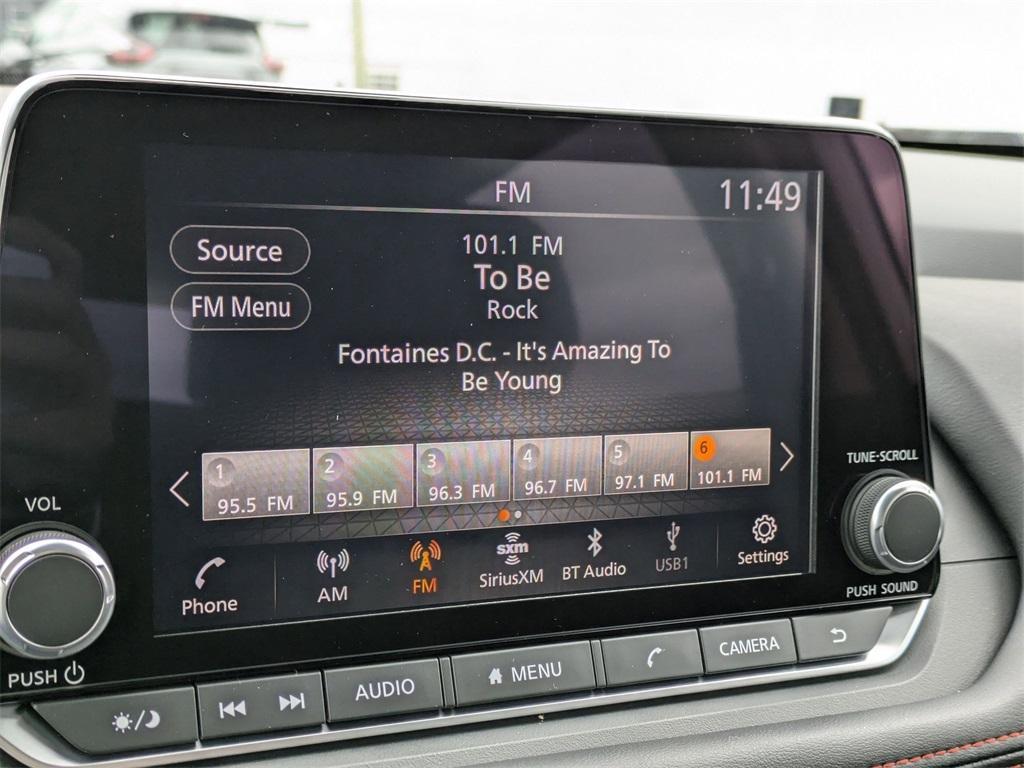 FM
11:49
Source
101.1 FM
To Be
FM Menu
Rock
Fontaines D.C. - It's Amazing To
Be Young
1
95.5 FM
2
95.9 FM
3
96.3 FM
4
96.7 FM
5
97.1 FM
6
101.1 FM
Phone
AM
FM
sxm
SiriusXM
BT Audio
USB1
Settings
VOL
PUSH
TUNE-SCROLL
PUSH SOUND
AUDIO
MENU
CAMERA